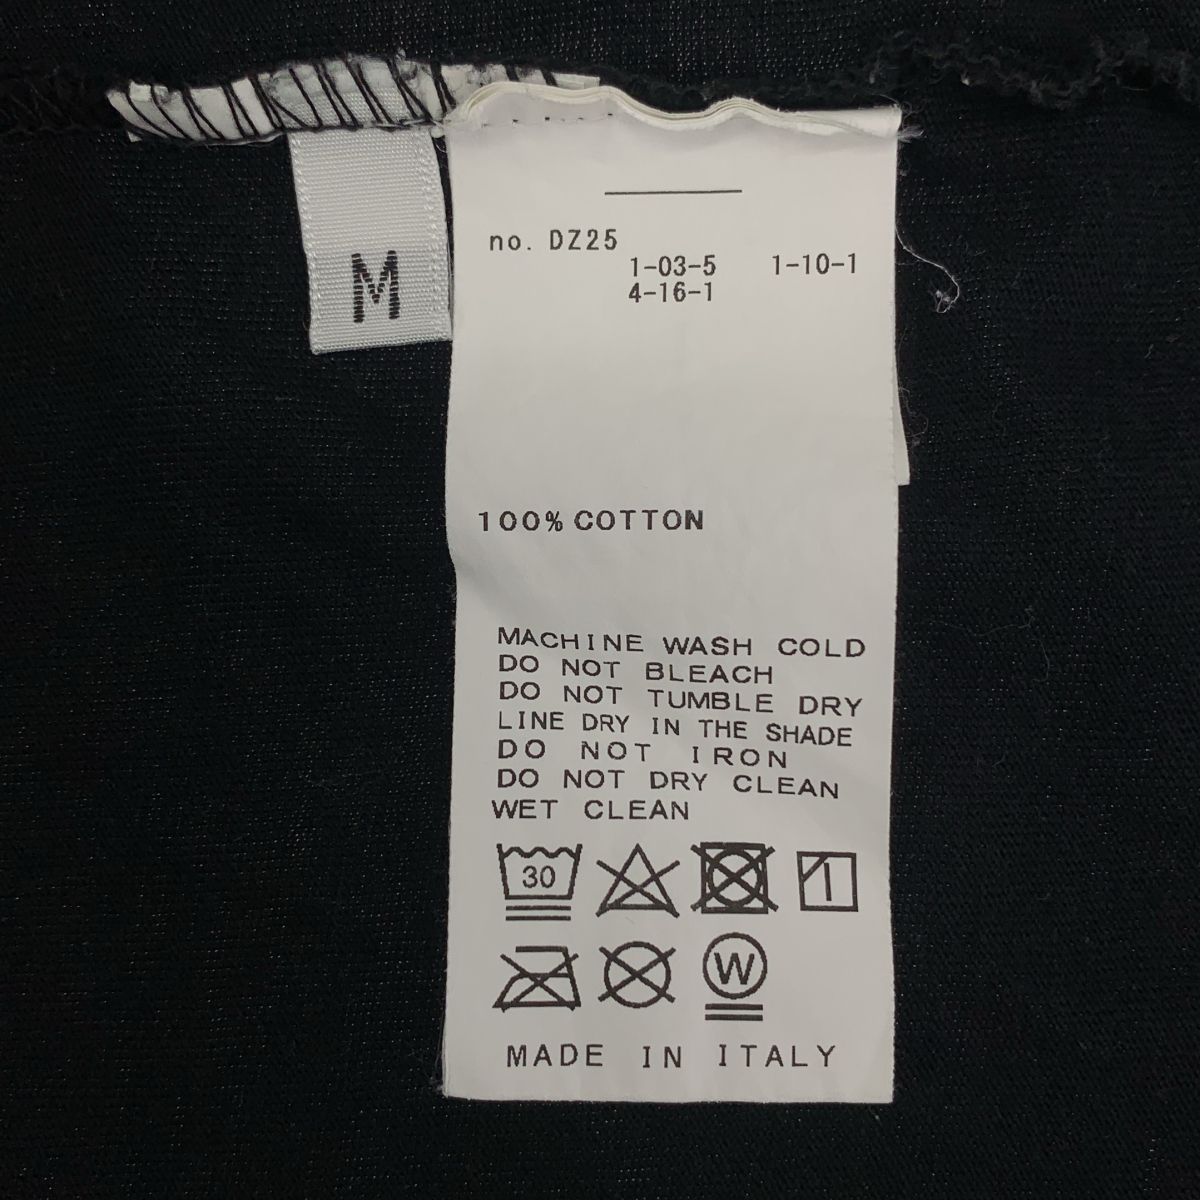 M
no. DZ25
1-03-5 1-10-1
4-16-1
100% COTTON
MACHINE WASH COLD
DO NOT BLEACH
DO NOT TUMBLE DRY
LINE DRY IN THE SHADE
DO NOT IRON
DO NOT DRY CLEAN
WET CLEAN
30
W
MADE IN ITALY